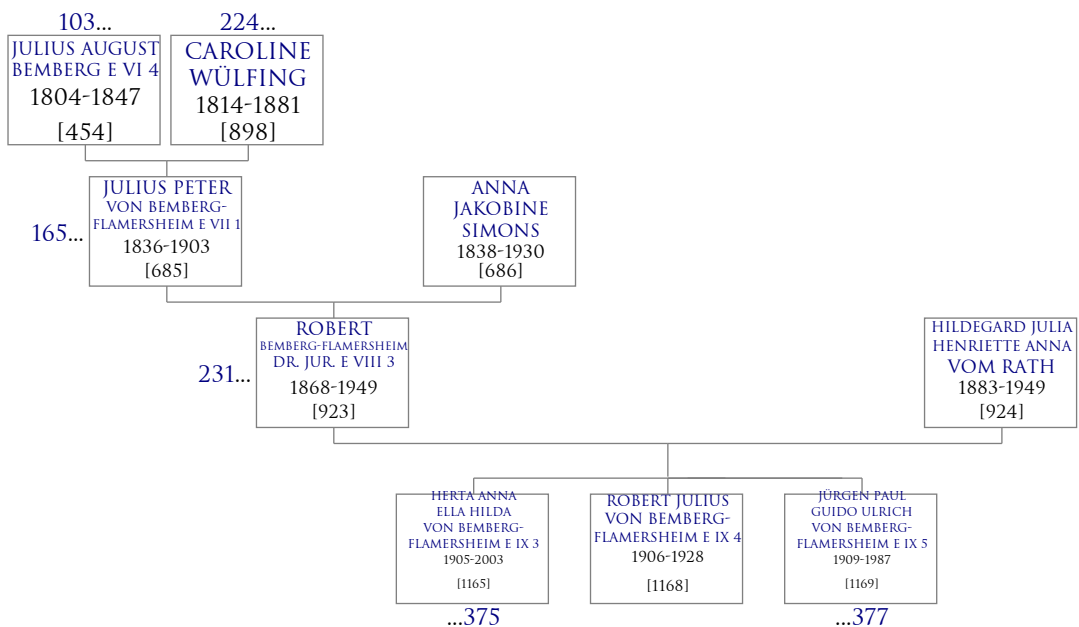 103...
JULIUS AUGUST
BEMBERG E VI 4
1804-1847
[454]
224...
CAROLINE
WÜLFING
1814-1881
[898]
165...
JULIUS PETER
VON BEMBERG-
FLAMERSHEIM E VII 1
1836-1903
[685]
ANNA
JAKOBINE
SIMONS
1838-1930
[686]
231...
ROBERT
BEMBERG-FLAMERSHEIM
DR. JUR. E VIII 3
1868-1949
[923]
HILDEGARD JULIA
HENRIETTE ANNA
VOM RATH
1883-1949
[924]
HERTA ANNA
ELLA HILDA
VON BEMBERG-
FLAMERSHEIM E IX 3
1905-2003
[1165]
...375
ROBERT JULIUS
VON BEMBERG-
FLAMERSHEIM E IX 4
1906-1928
[1168]
JÜRGEN PAUL
GUIDO ULRICH
VON BEMBERG-
FLAMERSHEIM E IX 5
1909-1987
[1169]
...377